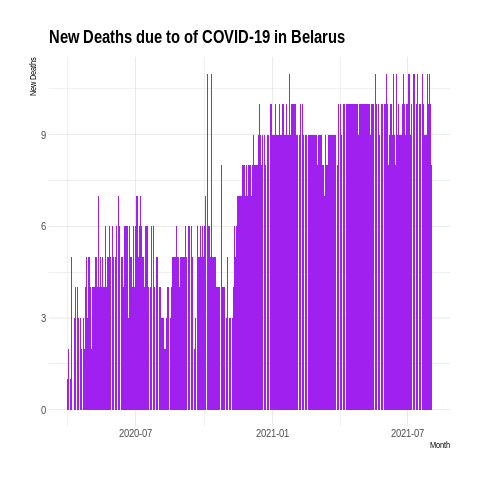 New Deaths due to of COVID-19 in Belarus
New Deaths
9
6
3
0
2020-07
2021-01
2021-07
Month